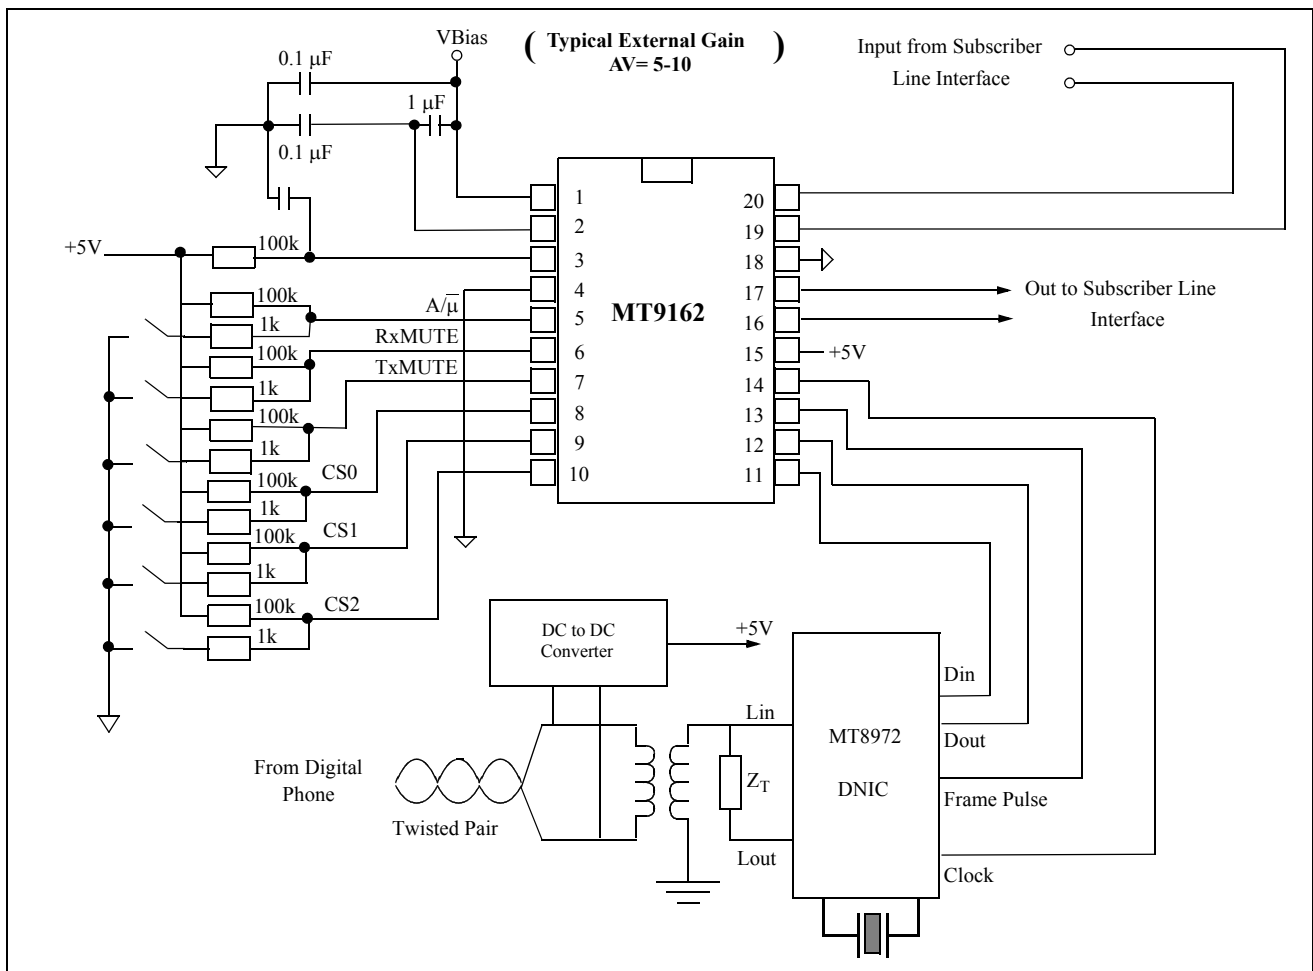 VBias
( Typical External Gain )
AV= 5-10
Input from Subscriber
Line Interface
0.1 μF
1 μF
0.1 μF
+5V
100k
100k
1k
100k
1k
100k
1k
100k
1k
100k
1k
100k
1k
A/μ̅
RxMUTE
TxMUTE
CS0
CS1
CS2
1
2
3
4
5
6
7
8
9
10
MT9162
20
19
18
17
16
15
14
13
12
11
Out to Subscriber Line
Interface
+5V
DC to DC
Converter
+5V
From Digital
Phone
Twisted Pair
Lin
ZT
Lout
MT8972
DNIC
Din
Dout
Frame Pulse
Clock